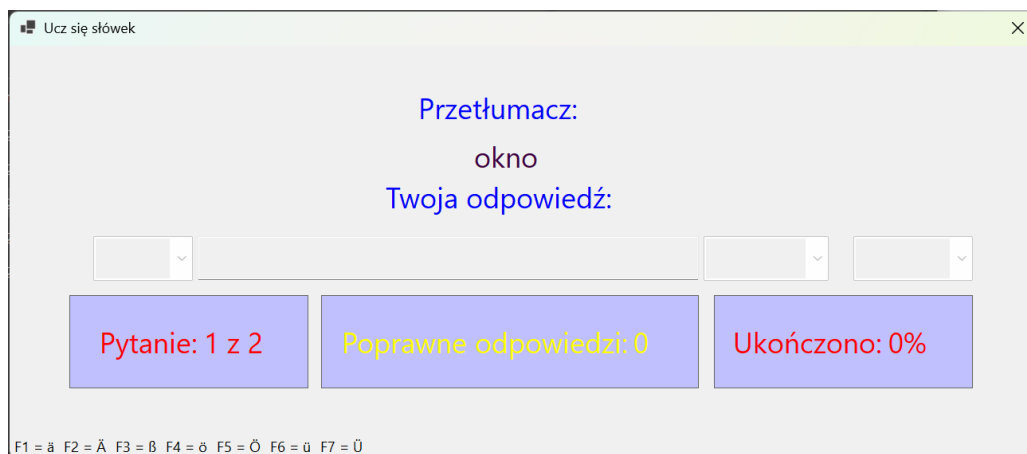 Ucz się słówek
Przetłumacz:
okno
Twoja odpowiedź:
Pytanie: 1 z 2
Poprawne odpowiedzi: 0
Ukończono: 0%
F1 = ä  F2 = Ä  F3 = ß  F4 = ö  F5 = Ö  F6 = ü  F7 = Ü